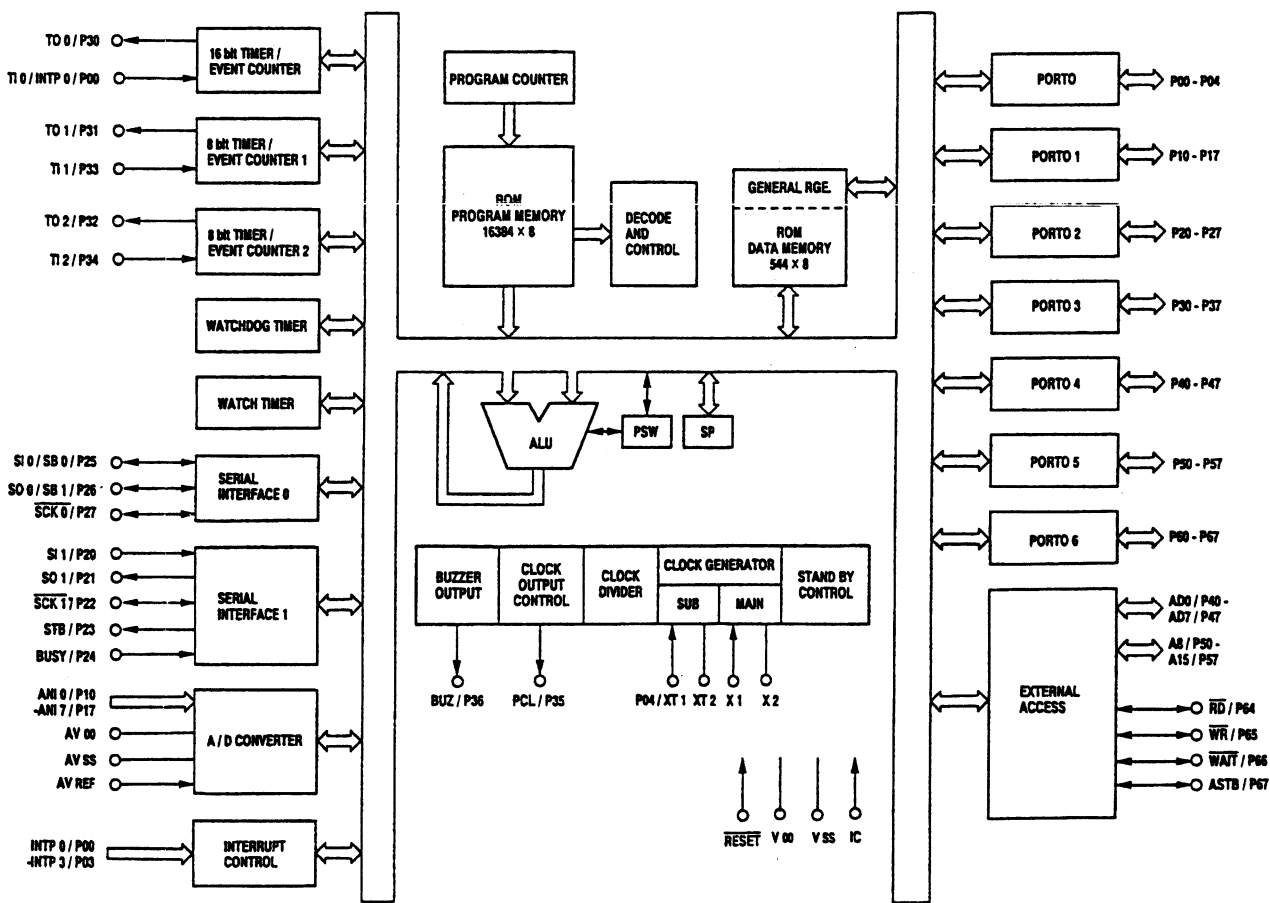 TO 0 / P30
TI 0 / INTP 0 / P00
16 bit TIMER /
EVENT COUNTER
TO 1 / P31
TI 1 / P33
8 bit TIMER /
EVENT COUNTER 1
TO 2 / P32
TI 2 / P34
8 bit TIMER /
EVENT COUNTER 2
WATCHDOG TIMER
WATCH TIMER
SI 0 / SB 0 / P25
SO 0 / SB 1 / P26
SCK 0 / P27
SERIAL
INTERFACE 0
SI 1 / P20
SO 1 / P21
SCK 1 / P22
STB / P23
BUSY / P24
SERIAL
INTERFACE 1
ANI 0 / P10
-ANI 7 / P17
AV 00
AV SS
AV REF
A / D CONVERTER
INTP 0 / P00
-INTP 3 / P03
INTERRUPT
CONTROL
PROGRAM COUNTER
ROM
PROGRAM MEMORY
16384 × 8
DECODE
AND
CONTROL
GENERAL RGE.
ROM
DATA MEMORY
544 × 8
ALU
PSW
SP
BUZZER
OUTPUT
CLOCK
OUTPUT
CONTROL
CLOCK
DIVIDER
CLOCK GENERATOR
SUB
MAIN
STAND BY
CONTROL
BUZ / P36
PCL / P35
P04 / XT 1
XT 2
X 1
X 2
RESET
V 00
V SS
IC
PORTO
P00 - P04
PORTO 1
P10 - P17
PORTO 2
P20 - P27
PORTO 3
P30 - P37
PORTO 4
P40 - P47
PORTO 5
P50 - P57
PORTO 6
P60 - P67
EXTERNAL
ACCESS
AD0 / P40 -
AD7 / P47
A8 / P50 -
A15 / P57
RD / P64
WR / P65
WAIT / P66
ASTB / P67